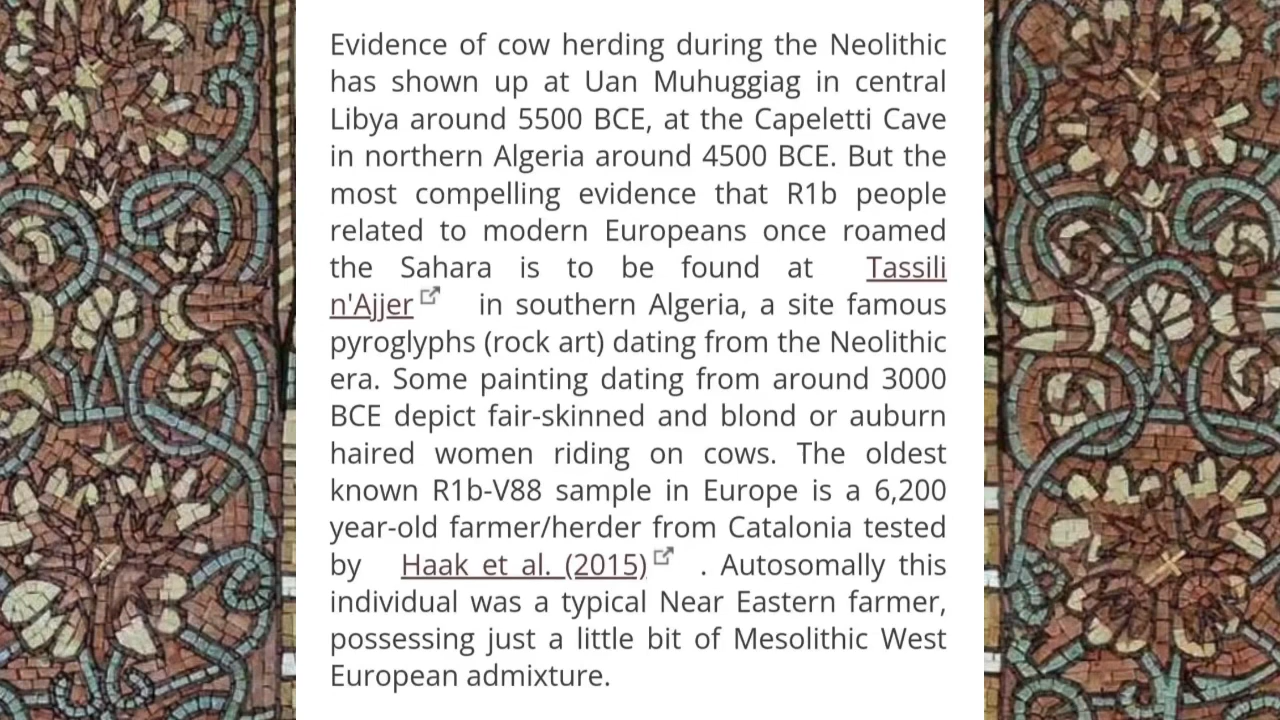 Evidence of cow herding during the Neolithic
has shown up at Uan Muhuggiag in central
Libya around 5500 BCE, at the Capeletti Cave
in northern Algeria around 4500 BCE. But the
most compelling evidence that R1b people
related to modern Europeans once roamed
the Sahara is to be found at Tassili
n'Ajjer in southern Algeria, a site famous
pyroglyphs (rock art) dating from the Neolithic
era. Some painting dating from around 3000
BCE depict fair-skinned and blond or auburn
haired women riding on cows. The oldest
known R1b-V88 sample in Europe is a 6,200
year-old farmer/herder from Catalonia tested
by Haak et al. (2015) . Autosomally this
individual was a typical Near Eastern farmer,
possessing just a little bit of Mesolithic West
European admixture.